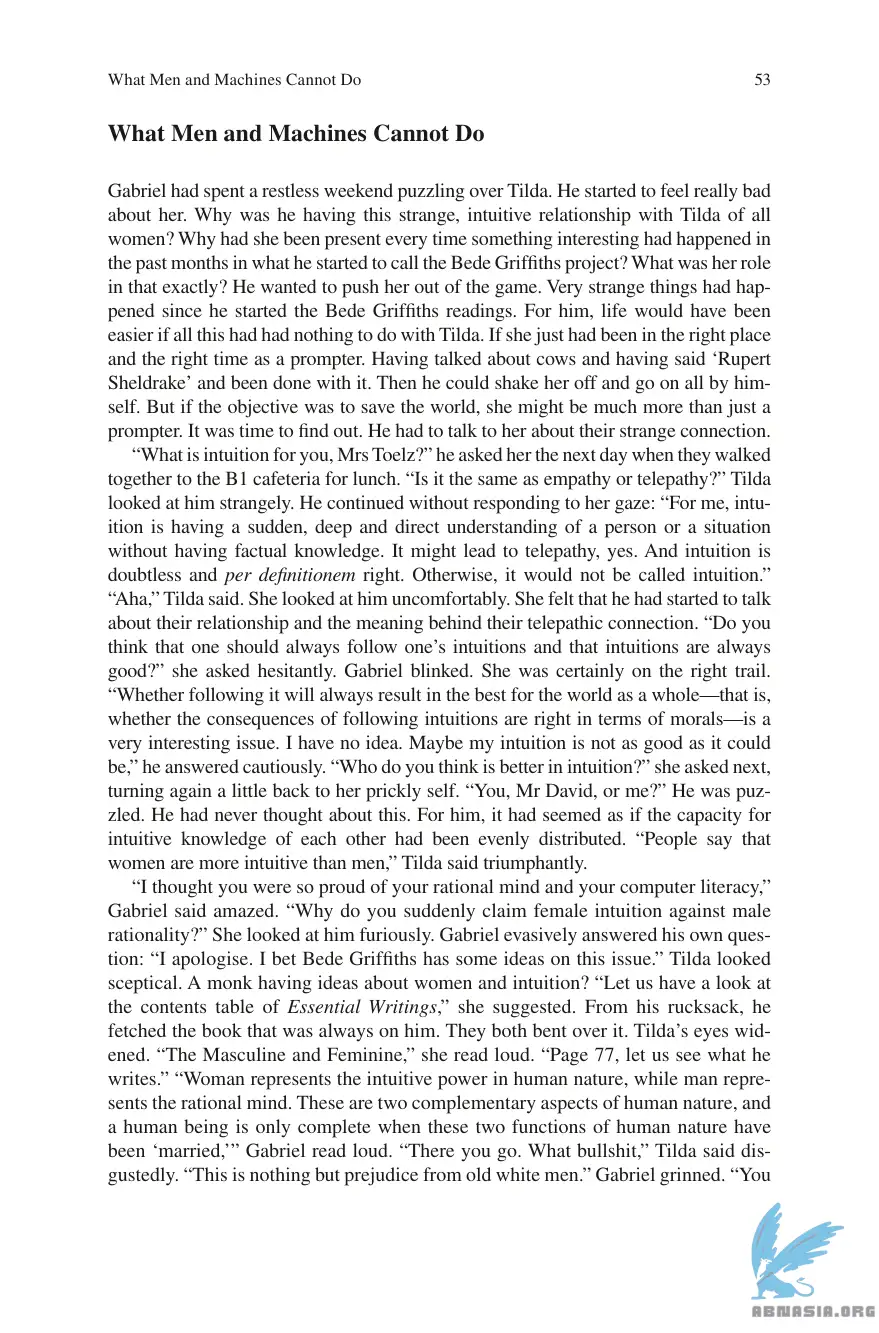 What Men and Machines Cannot Do 53
What Men and Machines Cannot Do
Gabriel had spent a restless weekend puzzling over Tilda. He started to feel really bad
about her. Why was he having this strange, intuitive relationship with Tilda of all
women? Why had she been present every time something interesting had happened in
the past months in what he started to call the Bede Griffiths project? What was her role
in that exactly? He wanted to push her out of the game. Very strange things had hap-
pened since he started the Bede Griffiths readings. For him, life would have been
easier if all this had had nothing to do with Tilda. If she just had been in the right place
and the right time as a prompter. Having talked about cows and having said ‘Rupert
Sheldrake’ and been done with it. Then he could shake her off and go on all by him-
self. But if the objective was to save the world, she might be much more than just a
prompter. It was time to find out. He had to talk to her about their strange connection.
“What is intuition for you, Mrs Toelz?” he asked her the next day when they walked
together to the B1 cafeteria for lunch. “Is it the same as empathy or telepathy?” Tilda
looked at him strangely. He continued without responding to her gaze: “For me, intu-
ition is having a sudden, deep and direct understanding of a person or a situation
without having factual knowledge. It might lead to telepathy, yes. And intuition is
doubtless and per definitionem right. Otherwise, it would not be called intuition.”
“Aha,” Tilda said. She looked at him uncomfortably. She felt that he had started to talk
about their relationship and the meaning behind their telepathic connection. “Do you
think that one should always follow one’s intuitions and that intuitions are always
good?” she asked hesitantly. Gabriel blinked. She was certainly on the right trail.
“Whether following it will always result in the best for the world as a whole—that is,
whether the consequences of following intuitions are right in terms of morals—is a
very interesting issue. I have no idea. Maybe my intuition is not as good as it could
be,” he answered cautiously. “Who do you think is better in intuition?” she asked next,
turning again a little back to her prickly self. “You, Mr David, or me?” He was puz-
zled. He had never thought about this. For him, it had seemed as if the capacity for
intuitive knowledge of each other had been evenly distributed. “People say that
women are more intuitive than men,” Tilda said triumphantly.
“I thought you were so proud of your rational mind and your computer literacy,”
Gabriel said amazed. “Why do you suddenly claim female intuition against male
rationality?” She looked at him furiously. Gabriel evasively answered his own ques-
tion: “I apologise. I bet Bede Griffiths has some ideas on this issue.” Tilda looked
sceptical. A monk having ideas about women and intuition? “Let us have a look at
the contents table of Essential Writings,” she suggested. From his rucksack, he
fetched the book that was always on him. They both bent over it. Tilda’s eyes wid-
ened. “The Masculine and Feminine,” she read loud. “Page 77, let us see what he
writes.” “Woman represents the intuitive power in human nature, while man repre-
sents the rational mind. These are two complementary aspects of human nature, and
a human being is only complete when these two functions of human nature have
been ‘married,’” Gabriel read loud. “There you go. What bullshit,” Tilda said dis-
gustedly. “This is nothing but prejudice from old white men.” Gabriel grinned. “You
ABNASIA.ORG